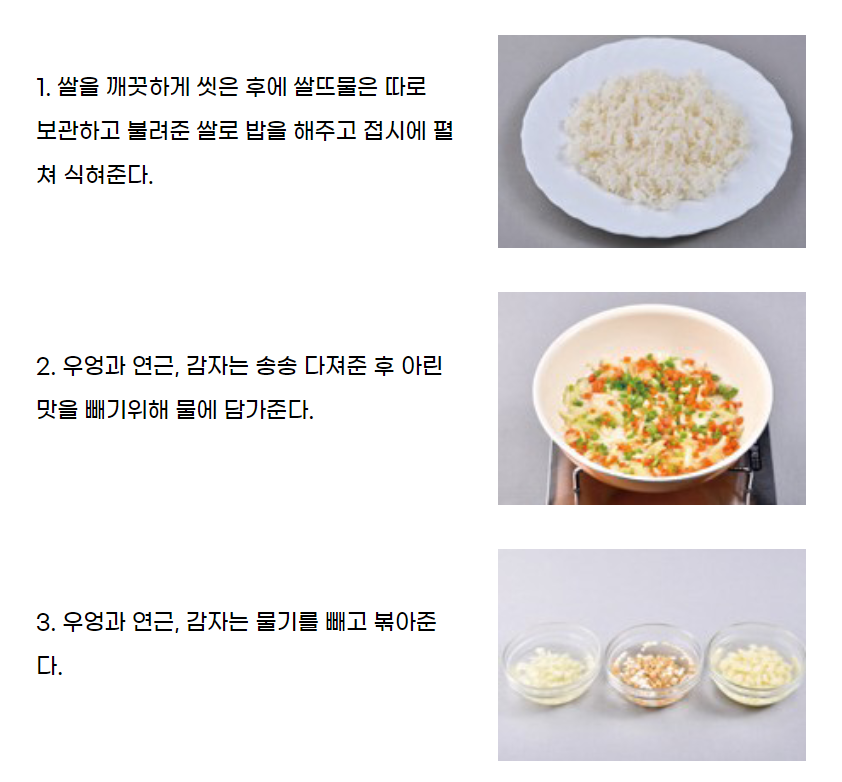 1. 쌀을 깨끗하게 씻은 후에 쌀뜨물은 따로
보관하고 불려준 쌀로 밥을 해주고 접시에 펼
쳐 식혀준다.
2. 우엉과 연근, 감자는 송송 다져준 후 아린
맛을 빼기위해 물에 담가준다.
3. 우엉과 연근, 감자는 물기를 빼고 볶아준
다.